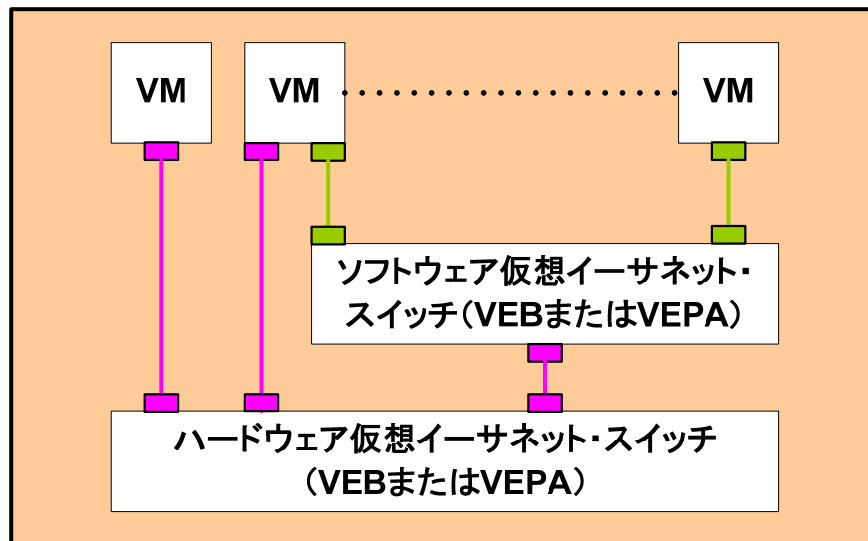 VM
VM
VM
ソフトウェア仮想イーサネット・
スイッチ(VEBまたはVEPA)
ハードウェア仮想イーサネット・スイッチ
(VEBまたはVEPA)